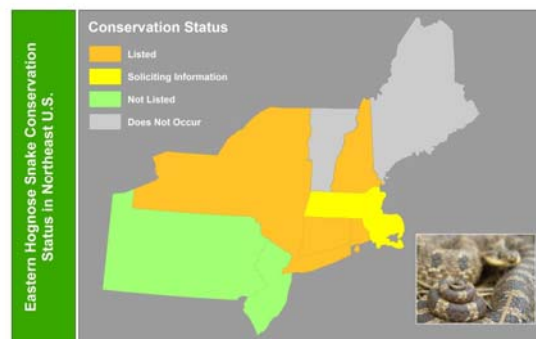 Eastern Hognose Snake Conservation
Status in Northeast U.S.
Conservation Status
Listed
Soliciting Information
Not Listed
Does Not Occur